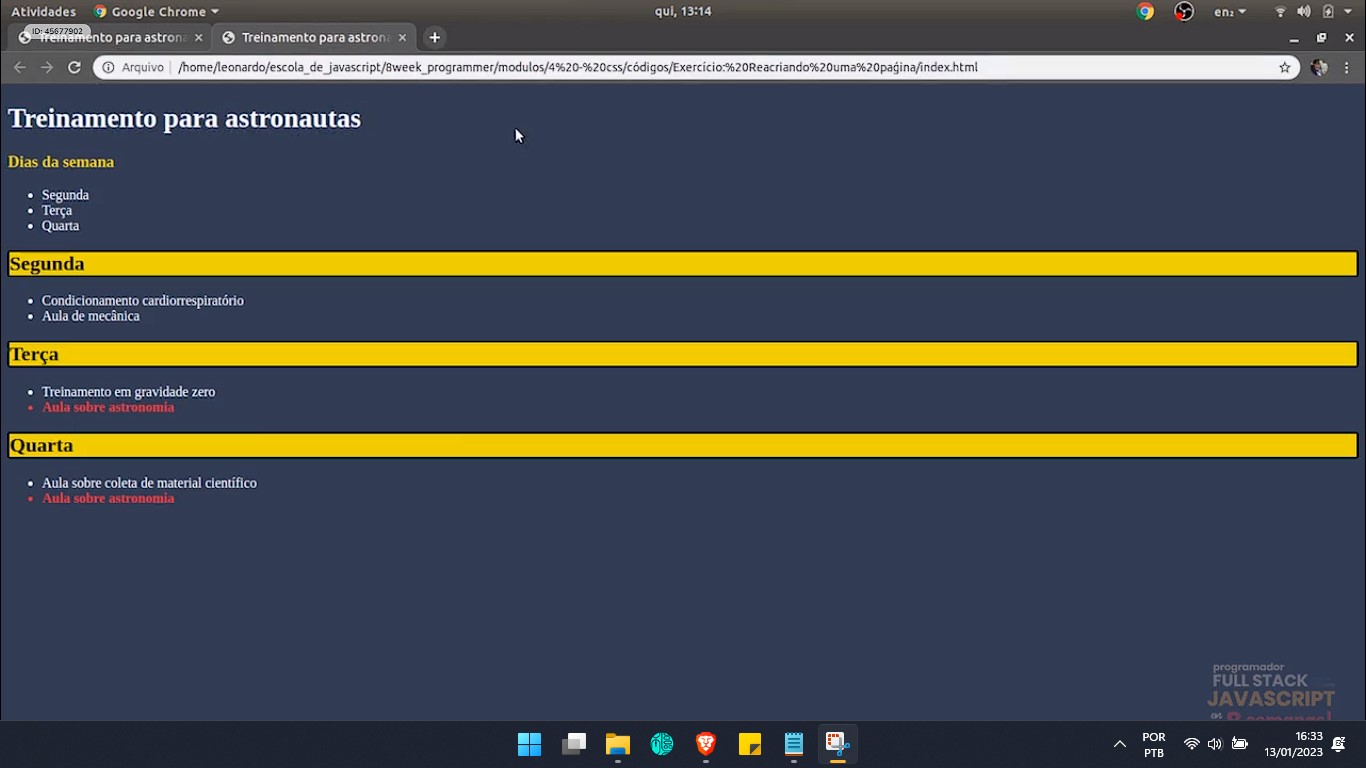 Atividades Google Chrome qui, 13:14 en₂
ID: 45677902
Treinamento para astrona Treinamento para astrona
Arquivo /home/leonardo/escola_de_javascript/8week_programmer/modulos/4%20-%20css/códigos/Exercício:%20Reacriando%20uma%20paǵina/index.html
Treinamento para astronautas
Dias da semana
Segunda
Terça
Quarta
Segunda
Condicionamento cardiorrespiratório
Aula de mecânica
Terça
Treinamento em gravidade zero
Aula sobre astronomia
Quarta
Aula sobre coleta de material científico
Aula sobre astronomia
programador
FULL STACK
JAVASCRIPT
em 8 semanas!
POR
PTB
16:33
13/01/2023